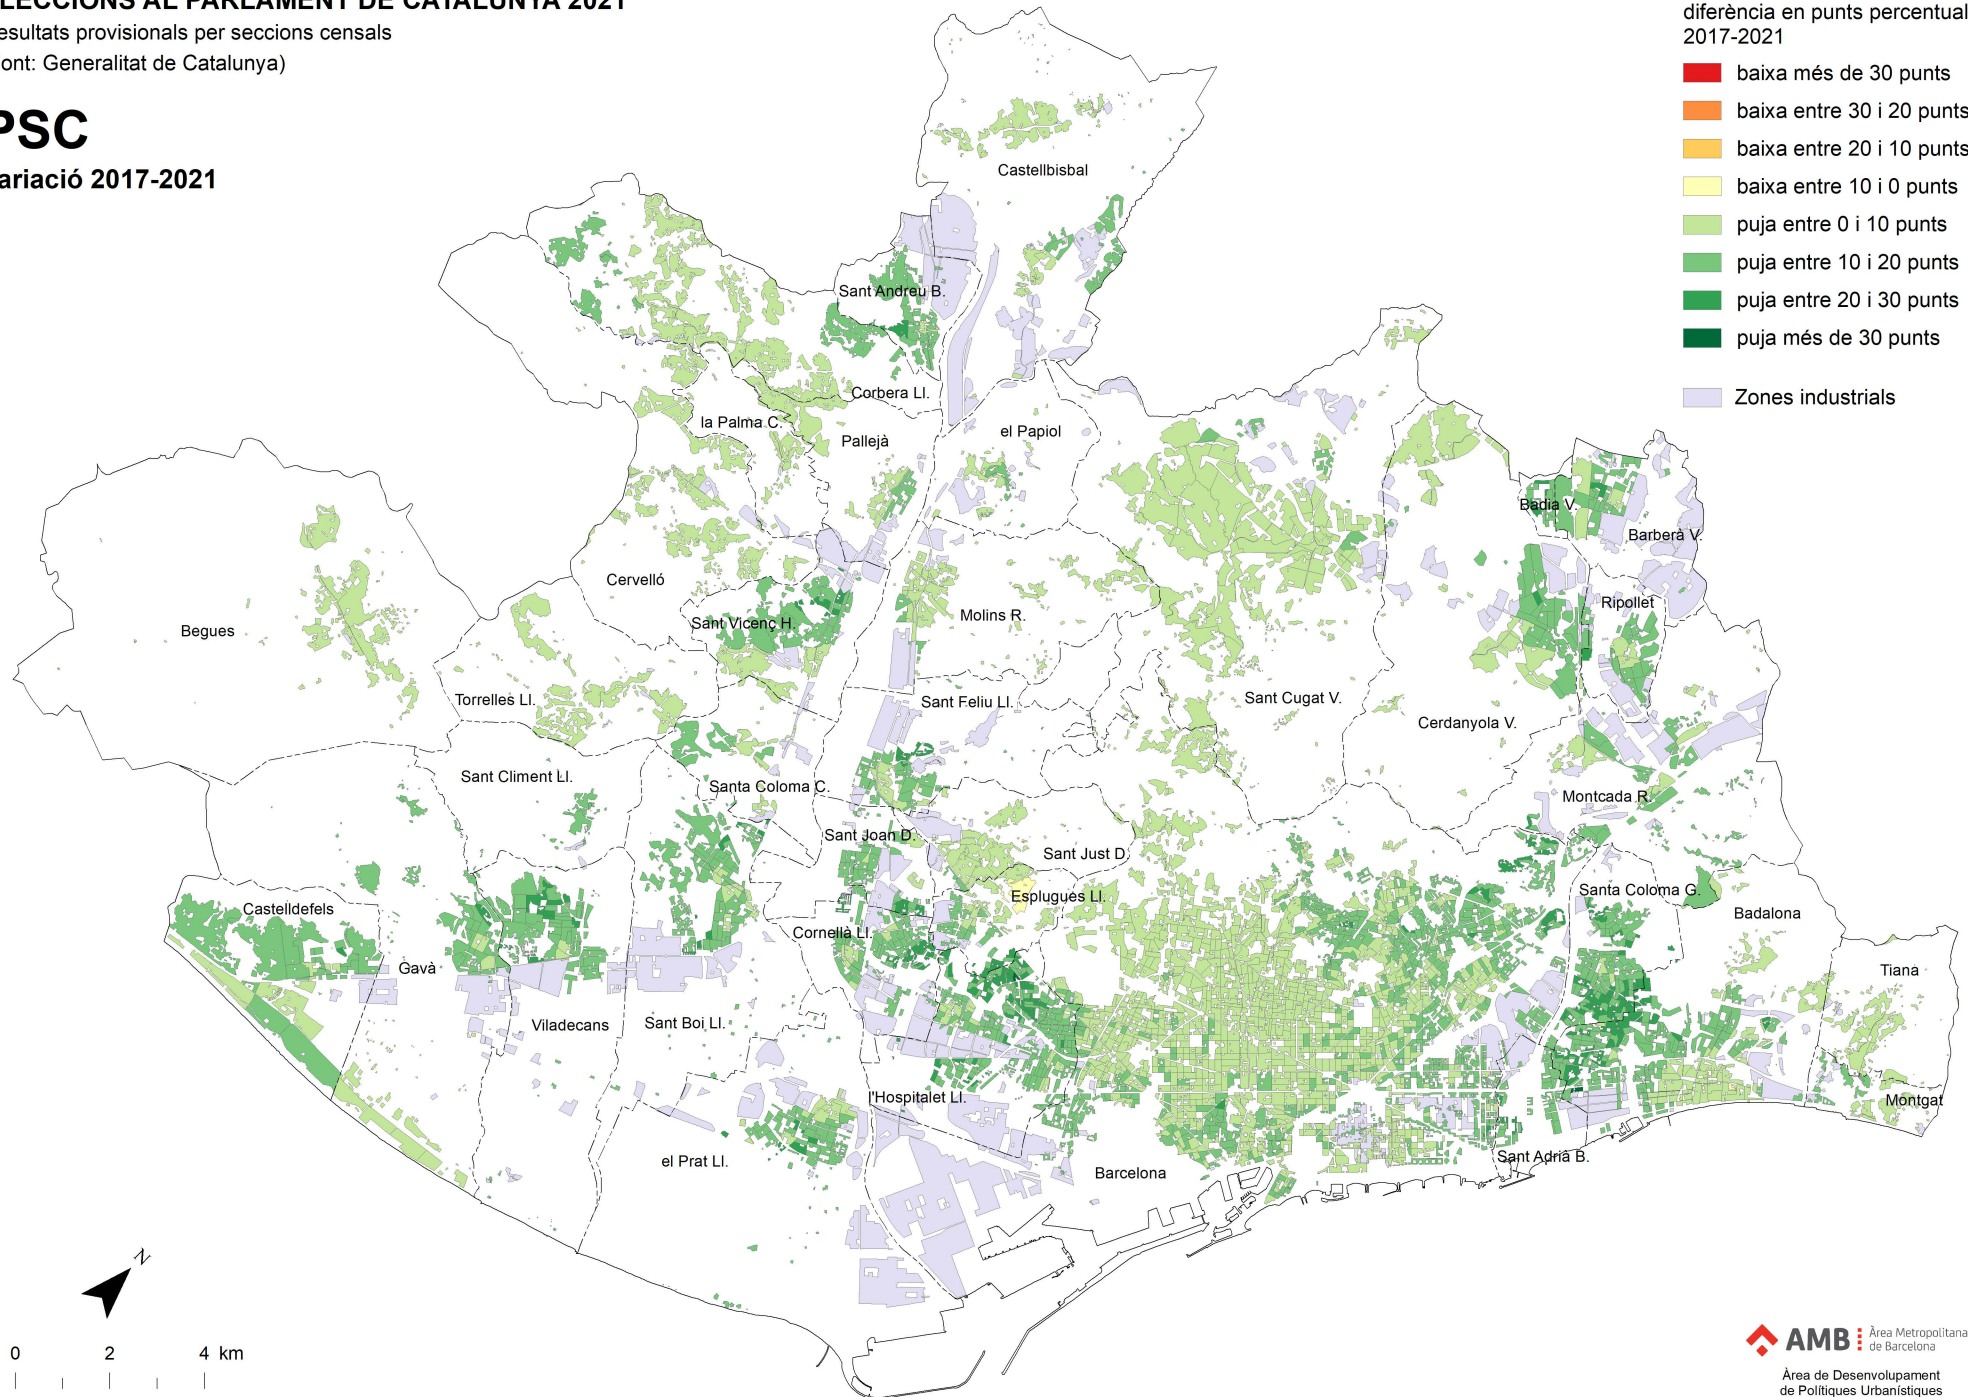 LECCIONS AL PARLAMENT DE CATALUNYA 2021
esultats provisionals per seccions censals
ont: Generalitat de Catalunya)
PSC
ariació 2017-2021
diferència en punts percentual
2017-2021
baixa més de 30 punts
baixa entre 30 i 20 punts
baixa entre 20 i 10 punts
baixa entre 10 i 0 punts
puja entre 0 i 10 punts
puja entre 10 i 20 punts
puja entre 20 i 30 punts
puja més de 30 punts
Zones industrials
Castellbisbal
Sant Andreu B.
Corbera Ll.
la Palma C.
Pallejà
el Papiol
Badia V.
Barberà V.
Cervelló
Ripollet
Begues
Sant Vicenç H.
Molins R.
Torrelles Ll.
Sant Feliu Ll.
Sant Cugat V.
Cerdanyola V.
Sant Climent Ll.
Santa Coloma C.
Montcada R.
Sant Joan D.
Sant Just D.
Esplugues Ll.
Santa Coloma G.
Castelldefels
Badalona
Cornellà Ll.
Gavà
Tiana
Viladecans
Sant Boi Ll.
l'Hospitalet Ll.
Montgat
el Prat Ll.
Barcelona
Sant Adrià B.
N
0 2 4 km
AMB
Àrea Metropolitana
de Barcelona
Àrea de Desenvolupament
de Polítiques Urbanístiques